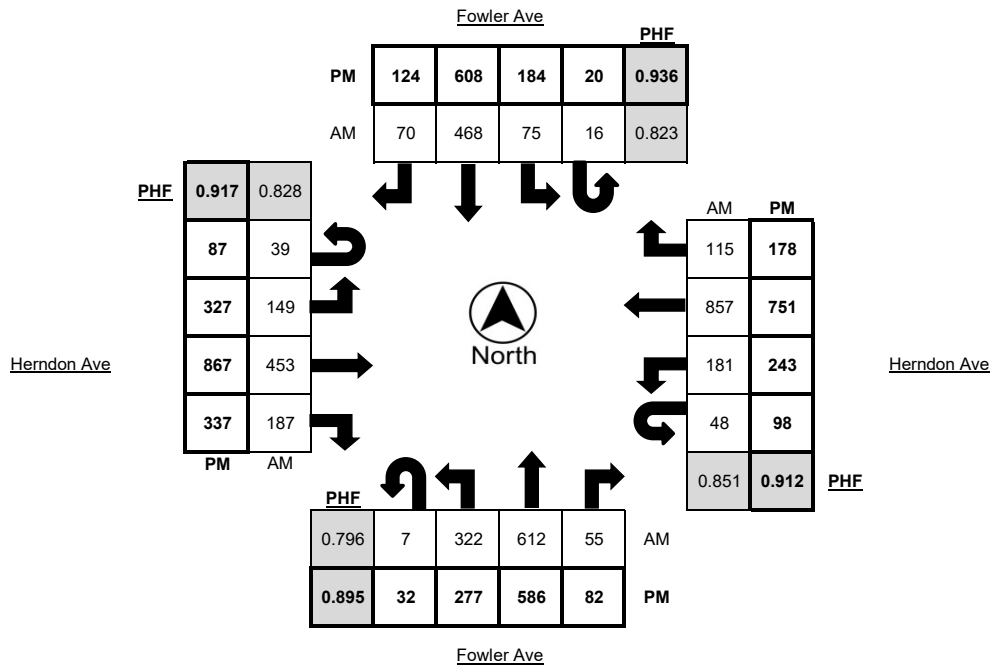 Fowler Ave
PHF
PM 124 608 184 20 0.936
AM 70 468 75 16 0.823
PHF 0.917 0.828
AM PM
87 39
115 178
327 149
857 751
North
Herndon Ave
867 453
181 243
Herndon Ave
337 187
48 98
PM AM
0.851 0.912 PHF
PHF
0.796 7 322 612 55 AM
0.895 32 277 586 82 PM
Fowler Ave